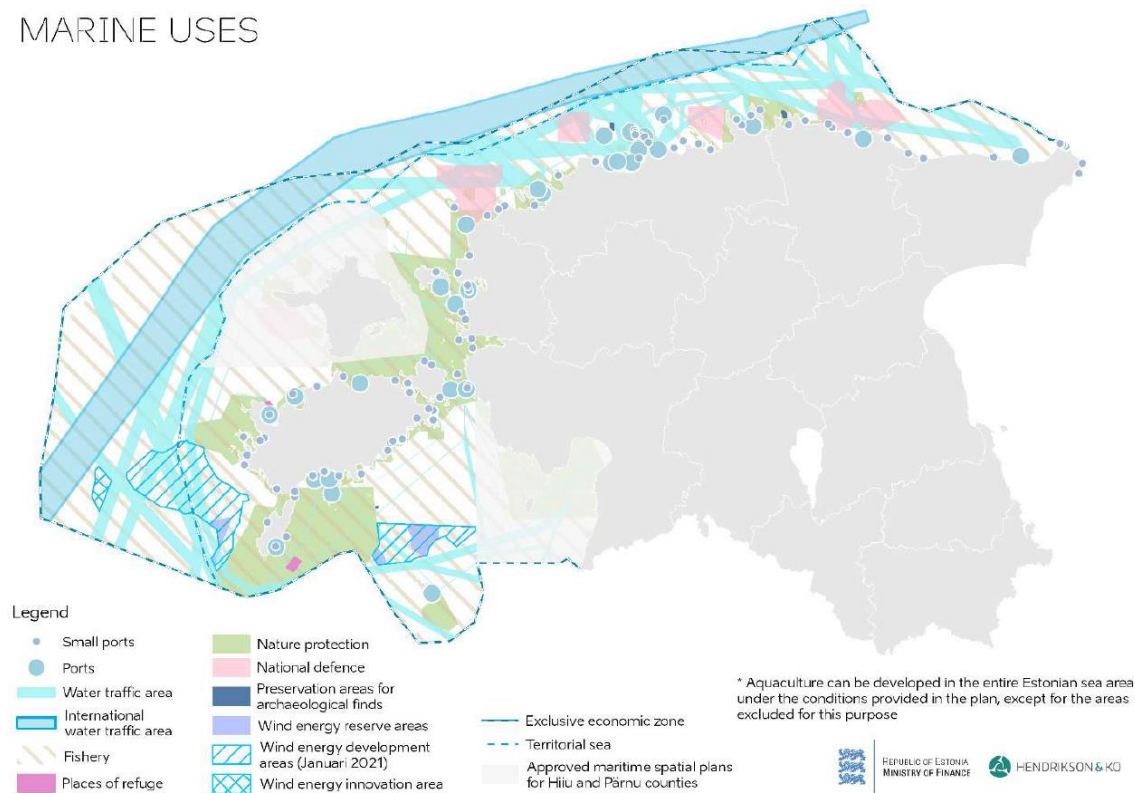 MARINE USES
Legend
Small ports
Ports
Water traffic area
International
water traffic area
Fishery
Places of refuge
Nature protection
National defence
Preservation areas for
archaeological finds
Wind energy reserve areas
Wind energy development
areas (Januari 2021)
Wind energy innovation area
Exclusive economic zone
Territorial sea
Approved maritime spatial plans
for Hiiu and Pärnu counties
* Aquaculture can be developed in the entire Estonian sea area
under the conditions provided in the plan, except for the areas
excluded for this purpose
REPUBLIC OF ESTONIA
MINISTRY OF FINANCE
HENDRIKSON & KO